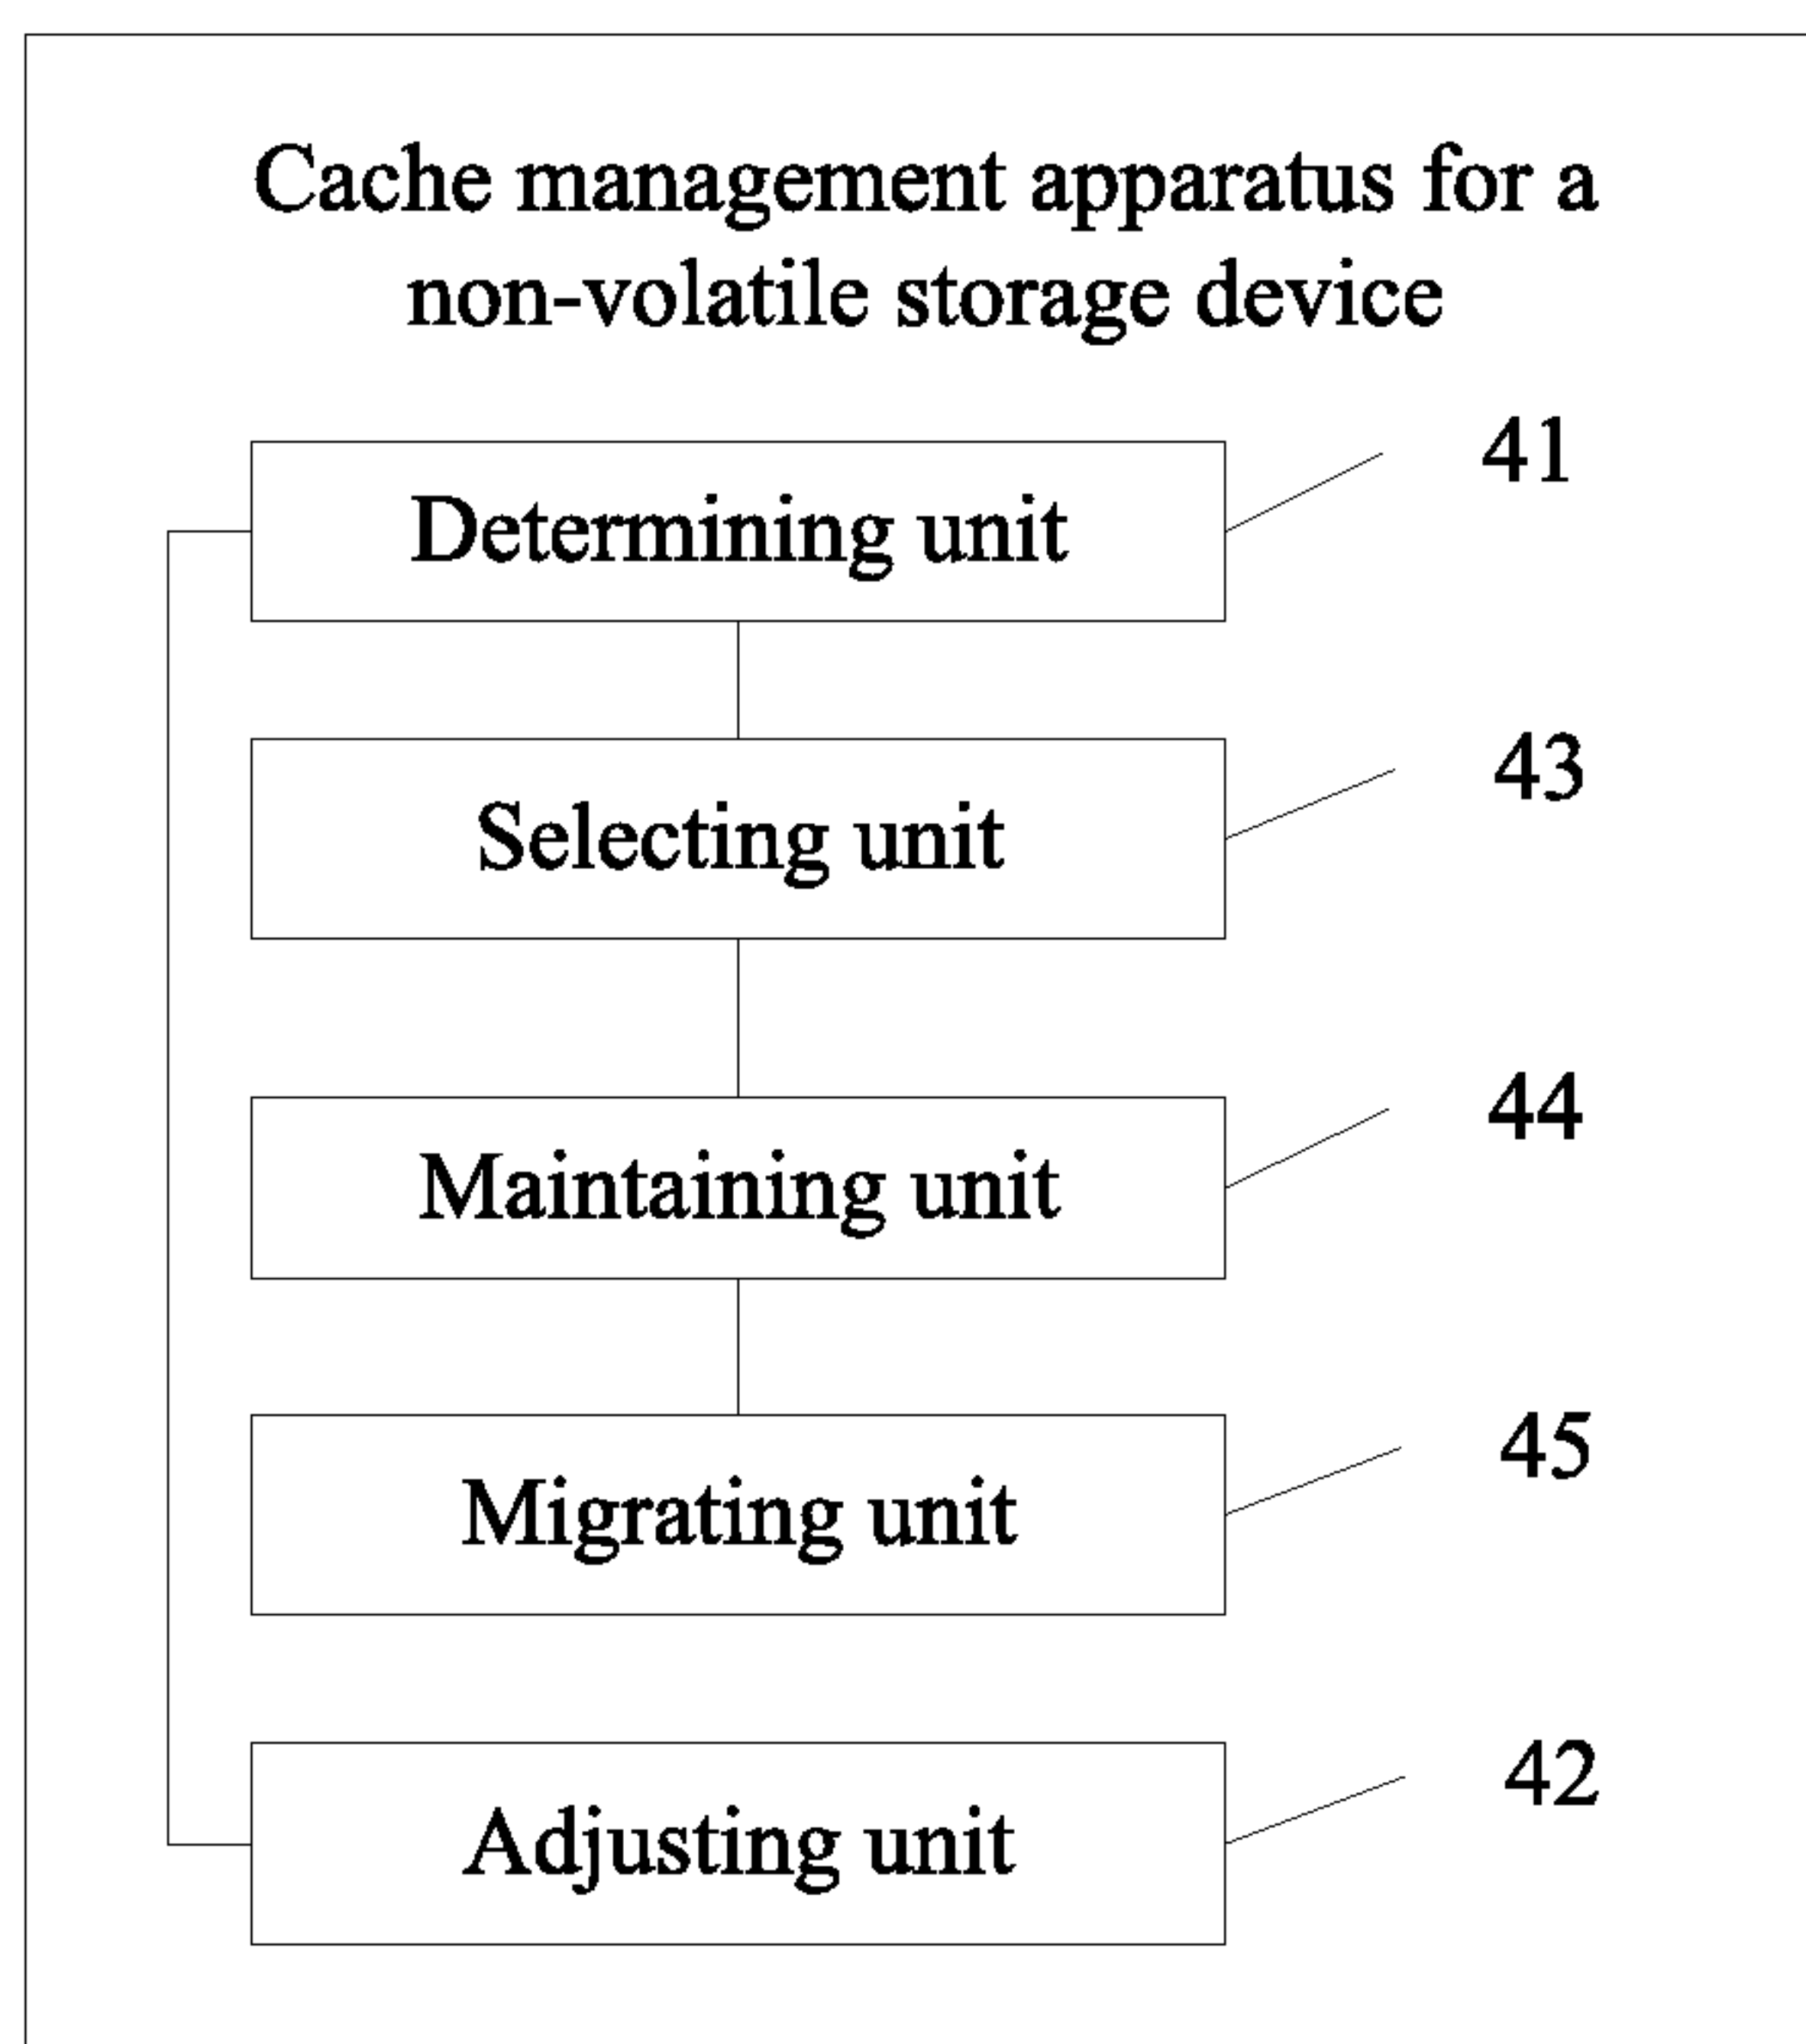 Cache management apparatus for a
non-volatile storage device
Determining unit
41
Selecting unit
43
Maintaining unit
44
Migrating unit
45
Adjusting unit
42